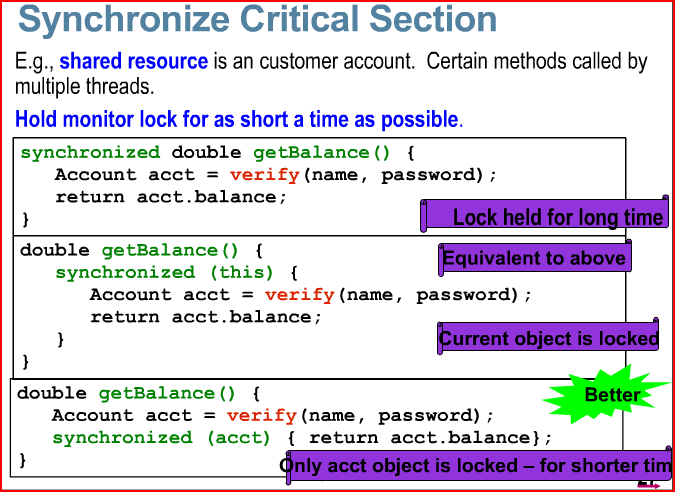 Synchronize Critical Section
E.g., shared resource is an customer account. Certain methods called by
multiple threads.
Hold monitor lock for as short a time as possible.
synchronized double getBalance() {
Account acct = verify(name, password);
return acct.balance;
}
Lock held for long time
double getBalance() {
Equivalent to above
synchronized (this) {
Account acct = verify(name, password);
return acct.balance;
}
Current object is locked
}
double getBalance() {
Better
Account acct = verify(name, password);
synchronized (acct) { return acct.balance};
}
Only acct object is locked – for shorter tim